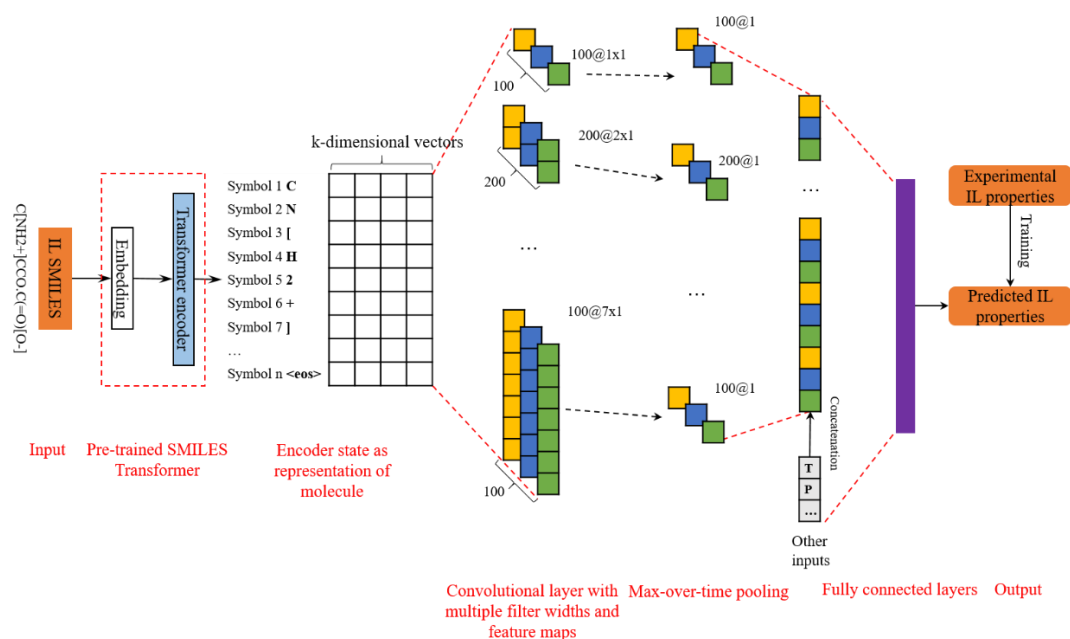 C[NH2+]CCO.C(=O)[O-]
IL SMILES
Embedding
Transformer encoder
Symbol 1 C
Symbol 2 N
Symbol 3 [
Symbol 4 H
Symbol 5 2
Symbol 6 +
Symbol 7 ]
...
Symbol n <eos>
k-dimensional vectors
100
100@1x1
100@1
200
200@2x1
200@1
...
...
...
100@7x1
100@1
100
Concatenation
T
P
...
Other
inputs
Experimental
IL properties
Training
Predicted IL
properties
Input
Pre-trained SMILES
Transformer
Encoder state as
representation of
molecule
Convolutional layer with
multiple filter widths and
feature maps
Max-over-time pooling
Fully connected layers
Output